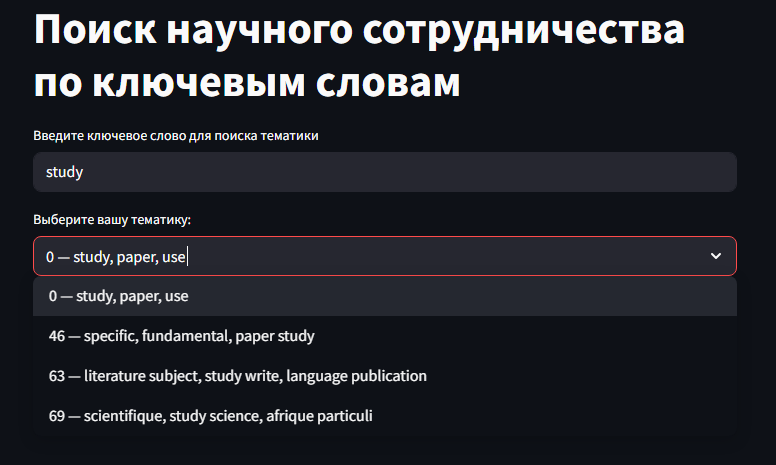 Поиск научного сотрудничества
по ключевым словам
Введите ключевое слово для поиска тематики
study
Выберите вашу тематику:
0 — study, paper, use
0 — study, paper, use
46 — specific, fundamental, paper study
63 — literature subject, study write, language publication
69 — scientifique, study science, afrique particuli